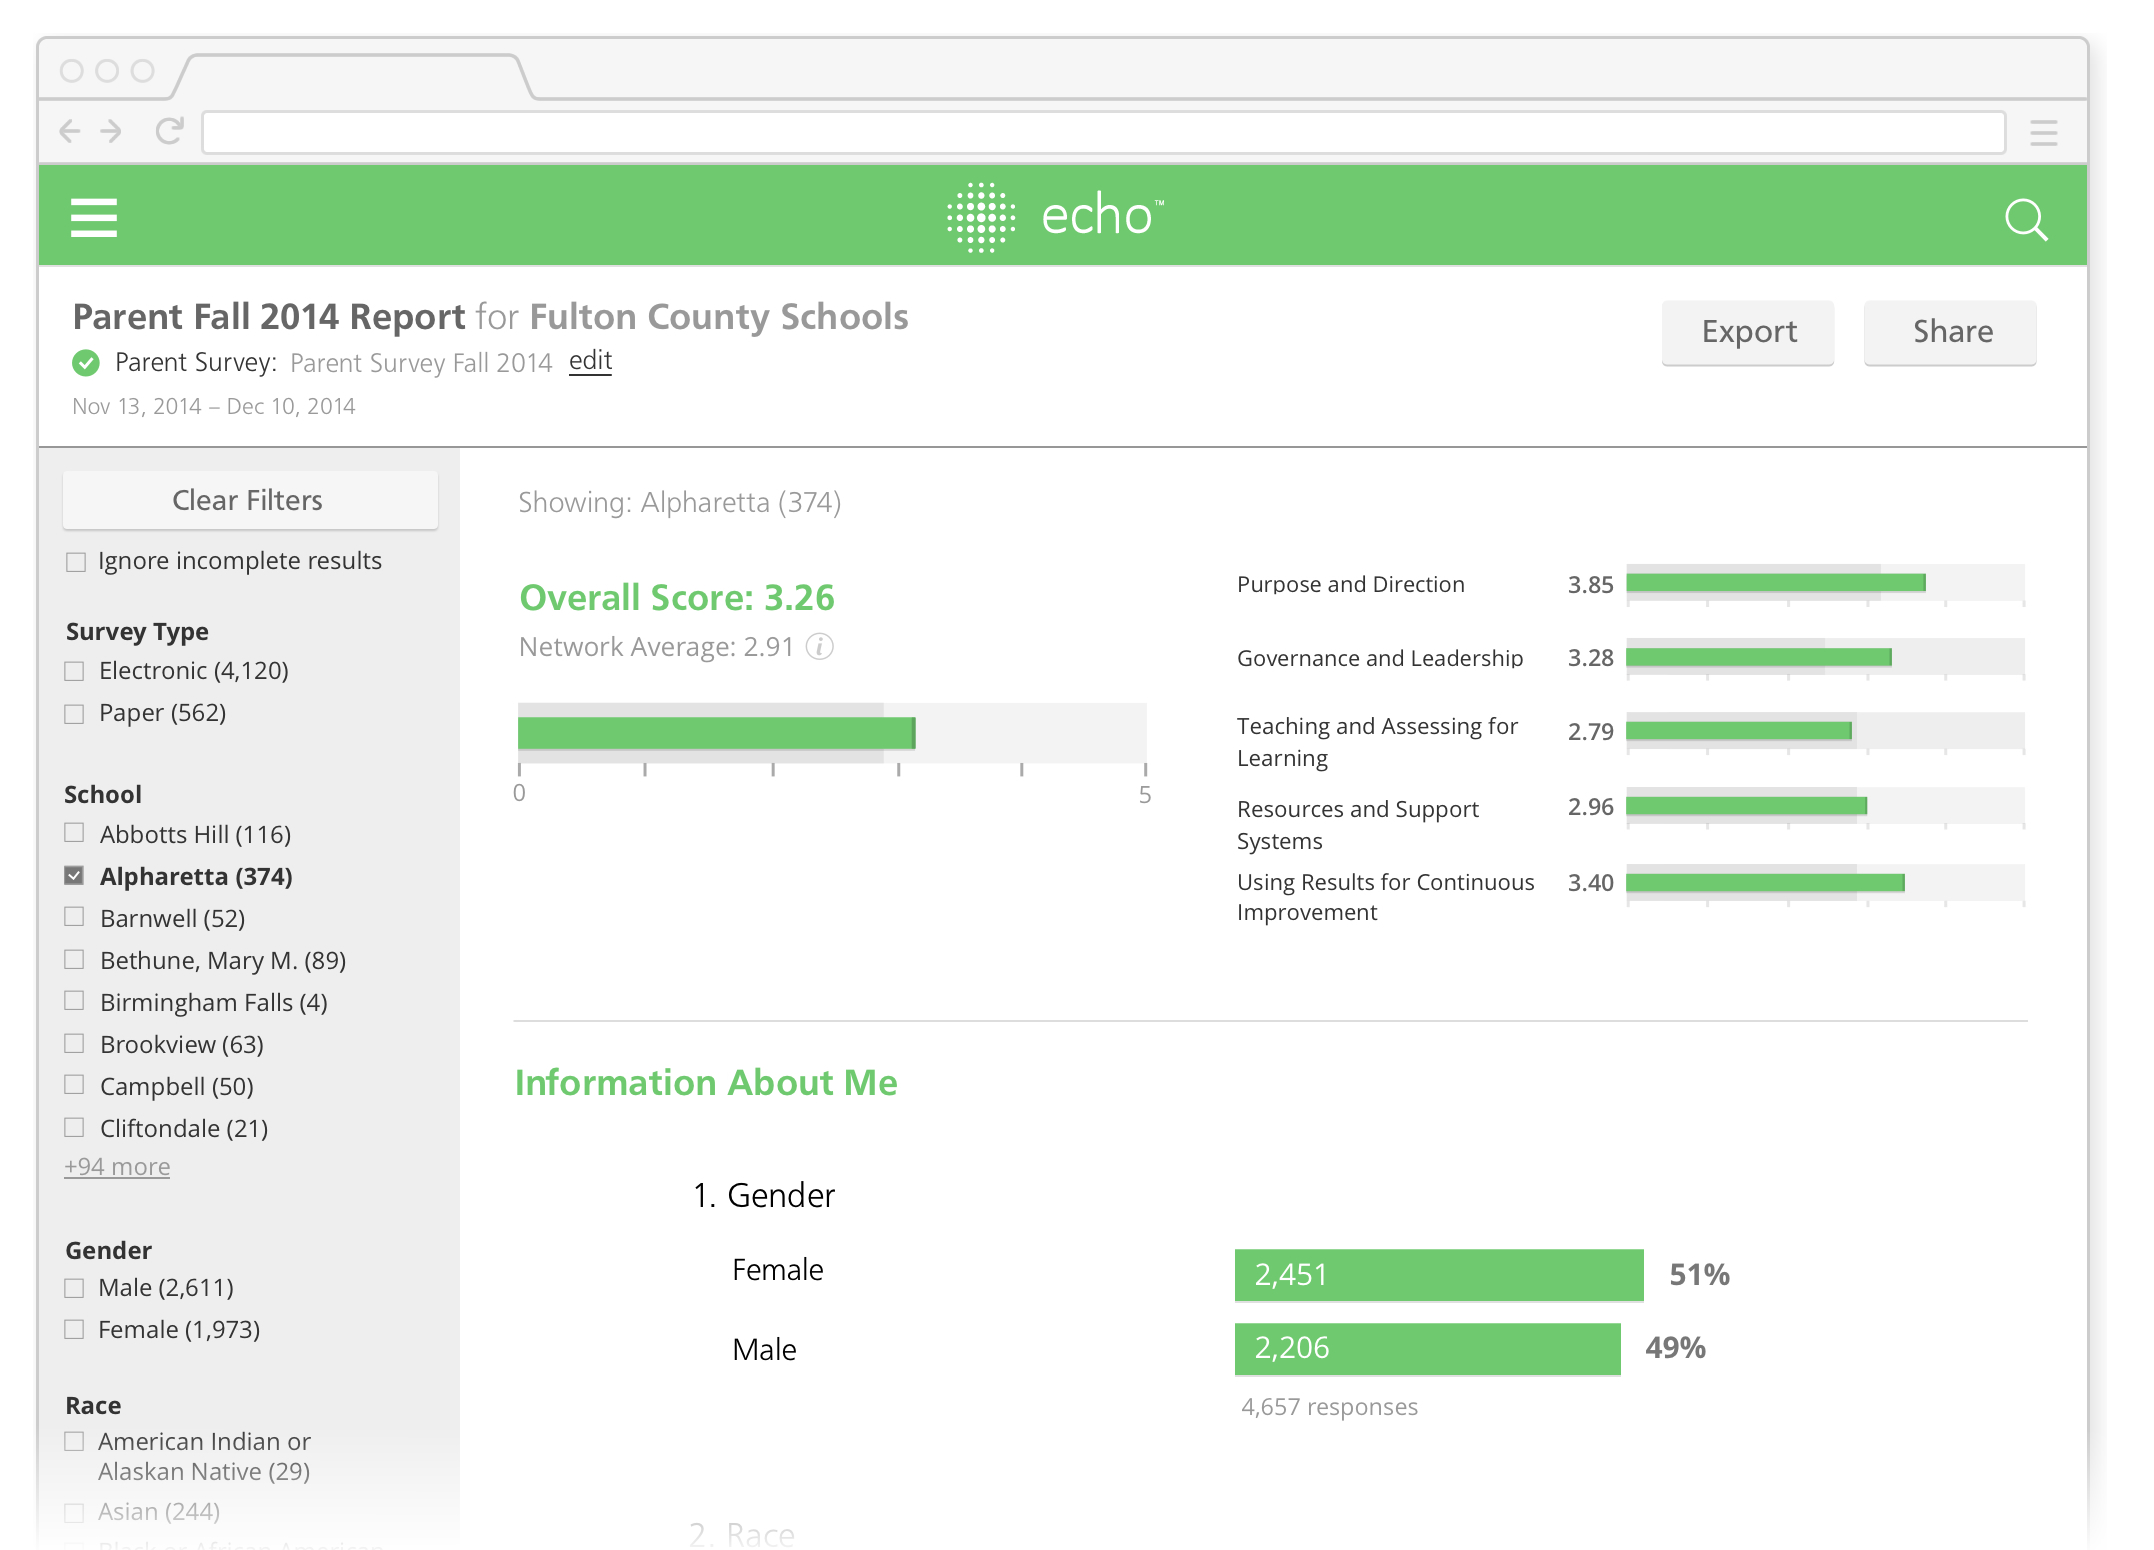 echo™
Parent Fall 2014 Report for Fulton County Schools
Parent Survey: Parent Survey Fall 2014 edit
Nov 13, 2014 – Dec 10, 2014
Export
Share
Clear Filters
Ignore incomplete results
Survey Type
Electronic (4,120)
Paper (562)
School
Abbotts Hill (116)
Alpharetta (374)
Barnwell (52)
Bethune, Mary M. (89)
Birmingham Falls (4)
Brookview (63)
Campbell (50)
Cliftondale (21)
+94 more
Gender
Male (2,611)
Female (1,973)
Race
American Indian or
Alaskan Native (29)
Asian (244)
Black or African American
Showing: Alpharetta (374)
Overall Score: 3.26
Network Average: 2.91 i
0 5
Purpose and Direction 3.85
Governance and Leadership 3.28
Teaching and Assessing for 2.79
Learning
Resources and Support 2.96
Systems
Using Results for Continuous 3.40
Improvement
Information About Me
1. Gender
Female 2,451 51%
Male 2,206 49%
4,657 responses
2. Race